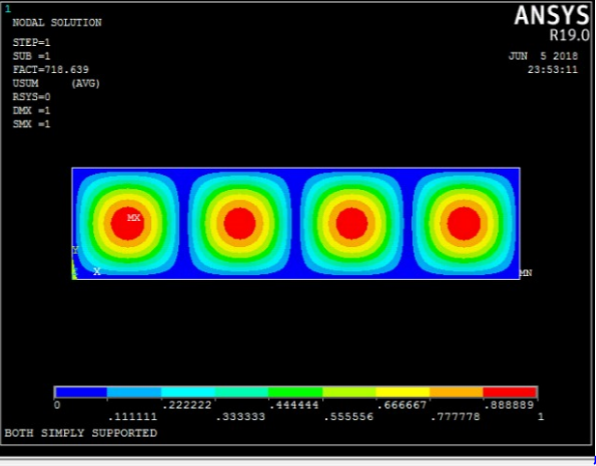 1
NODAL SOLUTION
ANSYS
R19.0
STEP=1
SUB =1
FACT=718.639
USUM (AVG)
RSYS=0
DMX =1
SMX =1
JUN 5 2018
23:53:11
MX
Y
X
MN
0 .222222 .444444 .666667 .888889
.111111 .333333 .555556 .777778 1
BOTH SIMPLY SUPPORTED